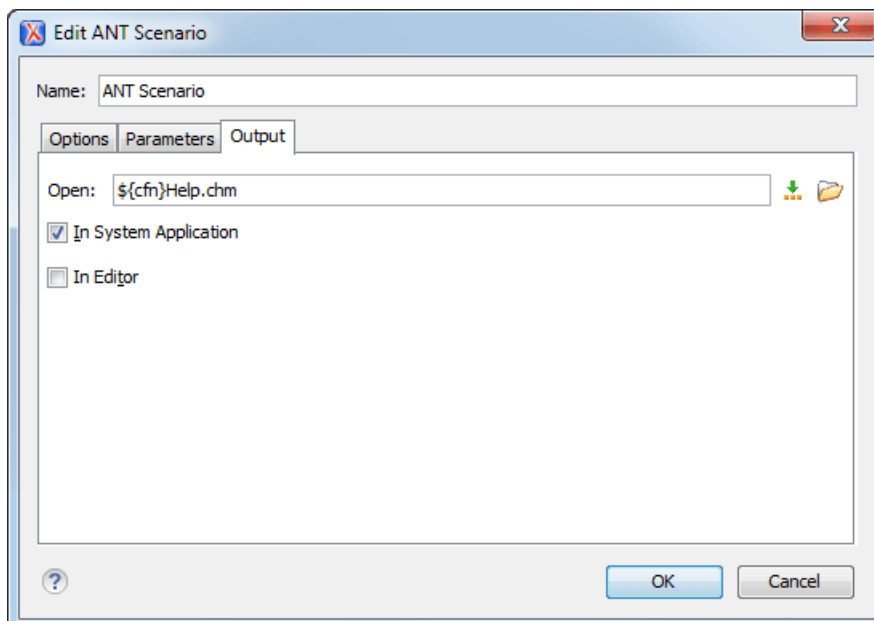 Edit ANT Scenario
Name: ANT Scenario
Options Parameters Output
Open: ${cfn}Help.chm
In System Application
In Editor
? OK Cancel